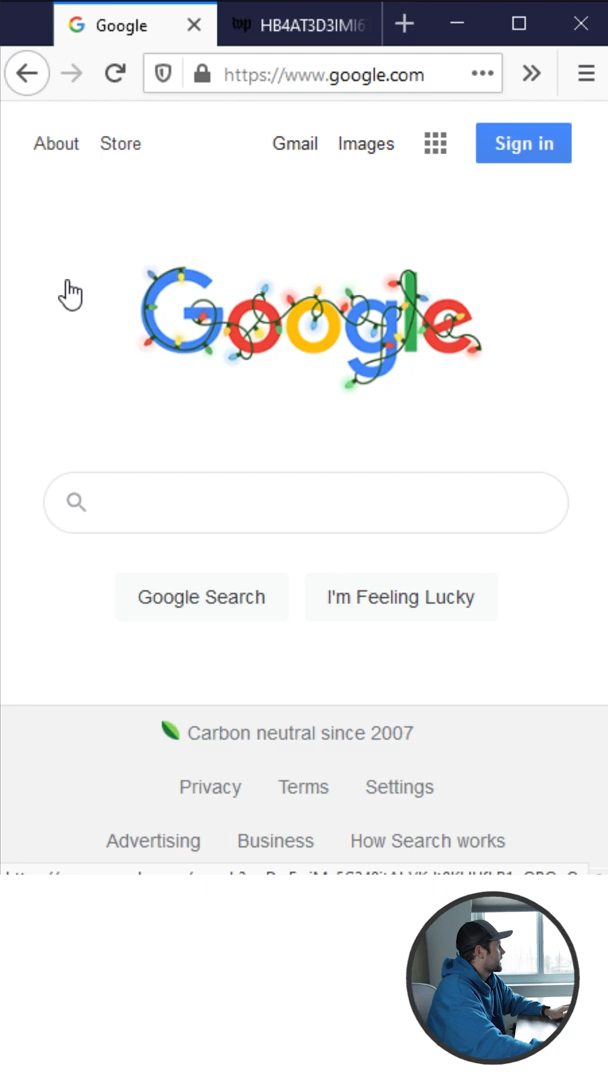 Google
HB4AT3D3IMI6
https://www.google.com
About Store Gmail Images Sign in
Google
Google Search I'm Feeling Lucky
Carbon neutral since 2007
Privacy Terms Settings
Advertising Business How Search works